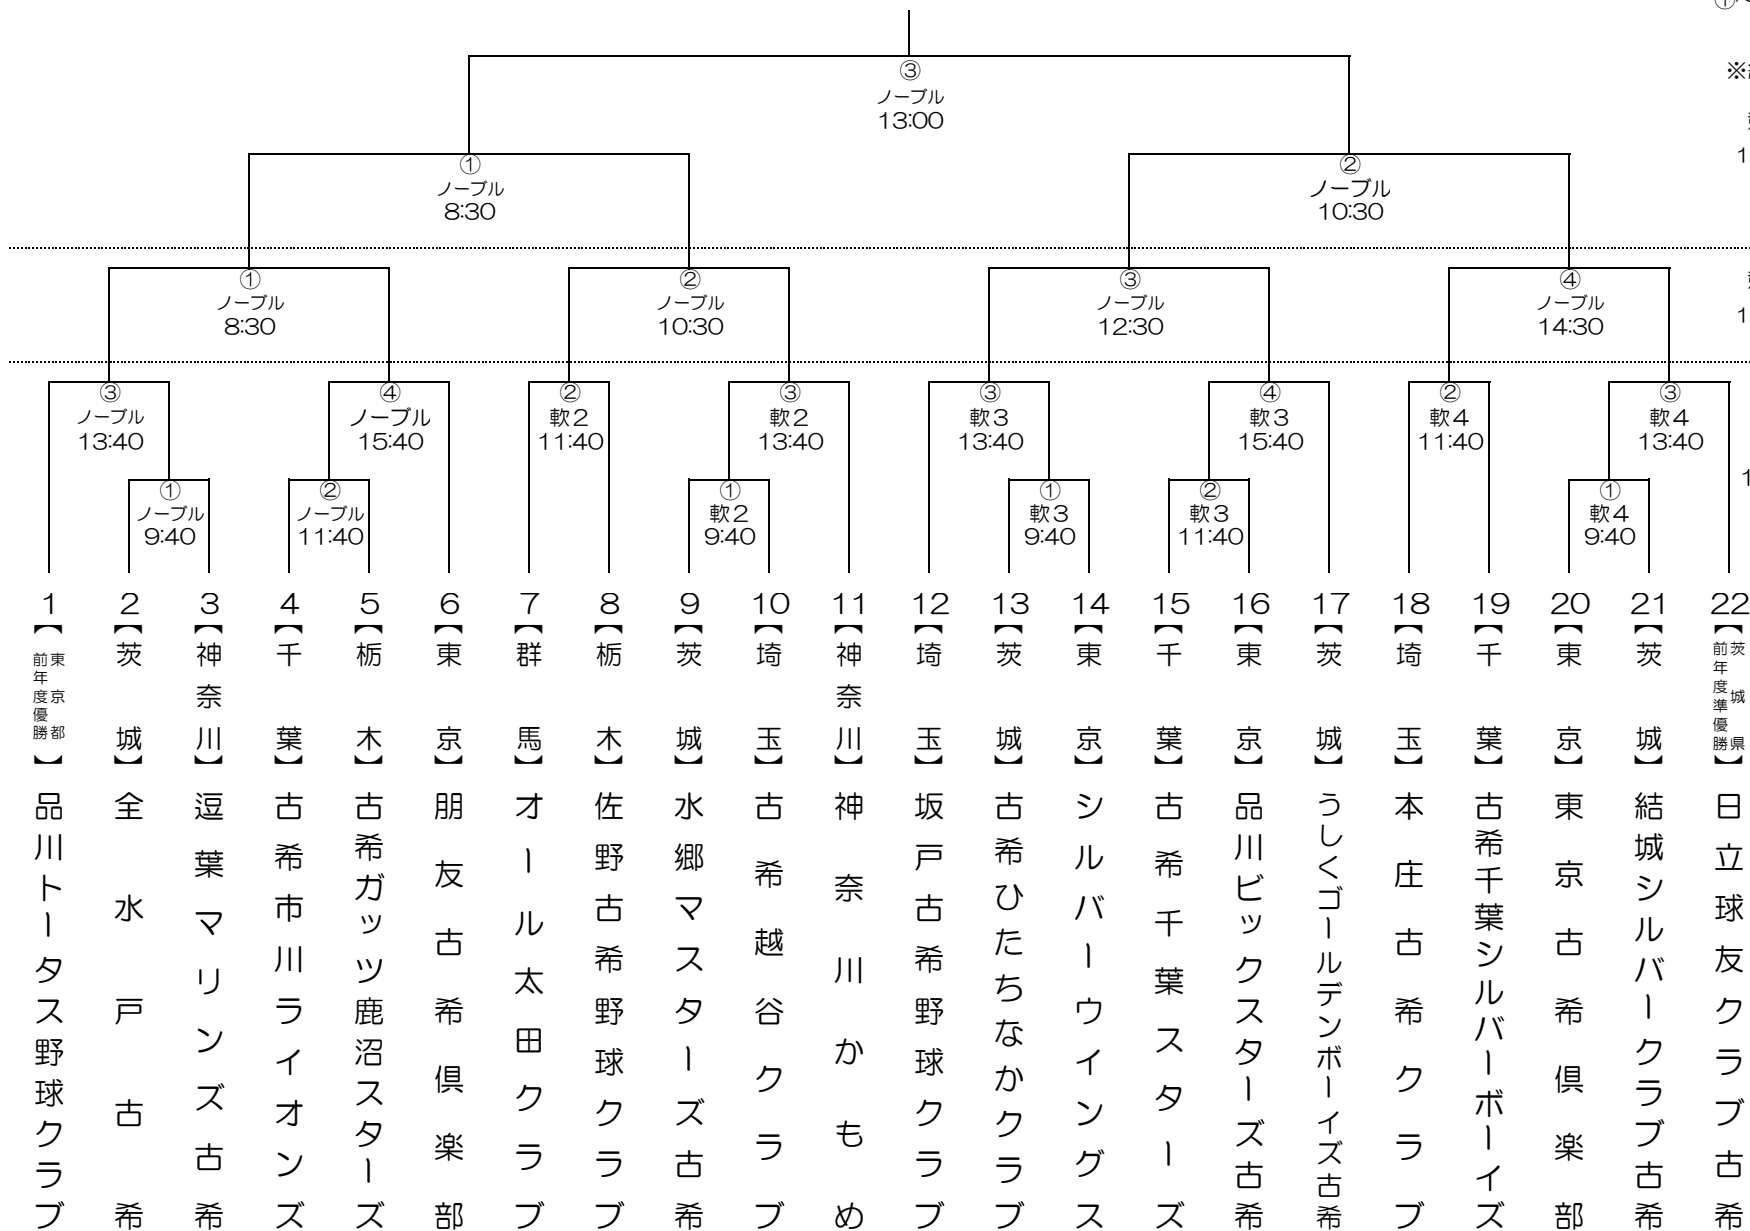 ③
ノーブル
13:00
①
ノーブル
8:30
②
ノーブル
10:30
①
ノーブル
8:30
②
ノーブル
10:30
③
ノーブル
12:30
④
ノーブル
14:30
③
ノーブル
13:40
④
ノーブル
15:40
②
軟2
11:40
③
軟2
13:40
③
軟3
13:40
④
軟3
15:40
②
軟4
11:40
③
軟4
13:40
①
ノーブル
9:40
②
ノーブル
11:40
①
軟2
9:40
①
軟3
9:40
②
軟3
11:40
①
軟4
9:40
1
【東京都
前年度優勝】
品川トータス野球クラブ
2
【茨城】
全水戸古希
3
【神奈川】
逗葉マリンズ古希
4
【千葉】
古希市川ライオンズ
5
【栃木】
古希ガッツ鹿沼スターズ
6
【東京】
朋友古希倶楽部
7
【群馬】
オール太田クラブ
8
【栃木】
佐野古希野球クラブ
9
【茨城】
水郷マスターズ古希
10
【埼玉】
古希越谷クラブ
11
【神奈川】
神奈川かもめ
12
【埼玉】
坂戸古希野球クラブ
13
【茨城】
古希ひたちなかクラブ
14
【東京】
シルバーウイングス
15
【千葉】
古希千葉スターズ
16
【東京】
品川ビックスターズ古希
17
【茨城】
うしくゴールデンボーイズ古希
18
【埼玉】
本庄古希クラブ
19
【千葉】
古希千葉シルバーボーイズ
20
【東京】
東京古希倶楽部
21
【茨城】
結城シルバークラブ古希
22
【茨城県
前年度準優勝】
日立球友クラブ古希